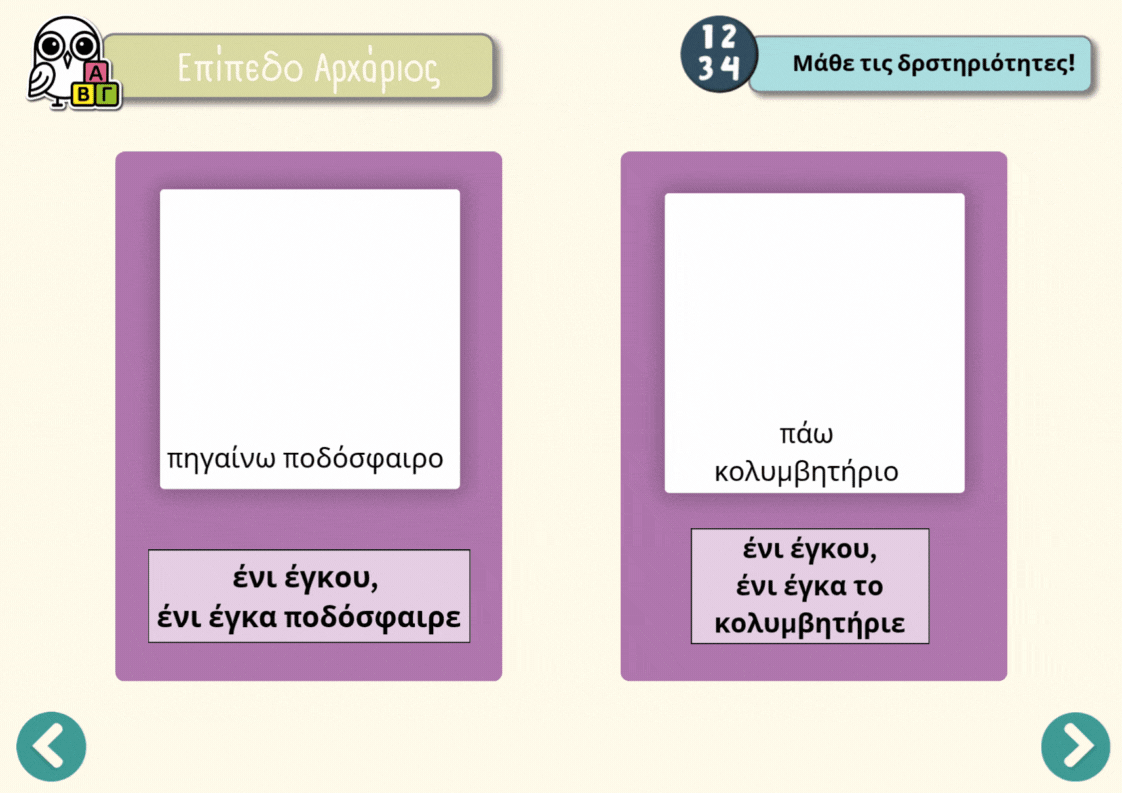 Επίπεδο Αρχάριος
Α
Β Γ
1 2
3 4
Μάθε τις δρστηριότητες!
πηγαίνω ποδόσφαιρο
ένι έγκου,
ένι έγκα ποδόσφαιρε
πάω
κολυμβητήριο
ένι έγκου,
ένι έγκα το
κολυμβητήριε